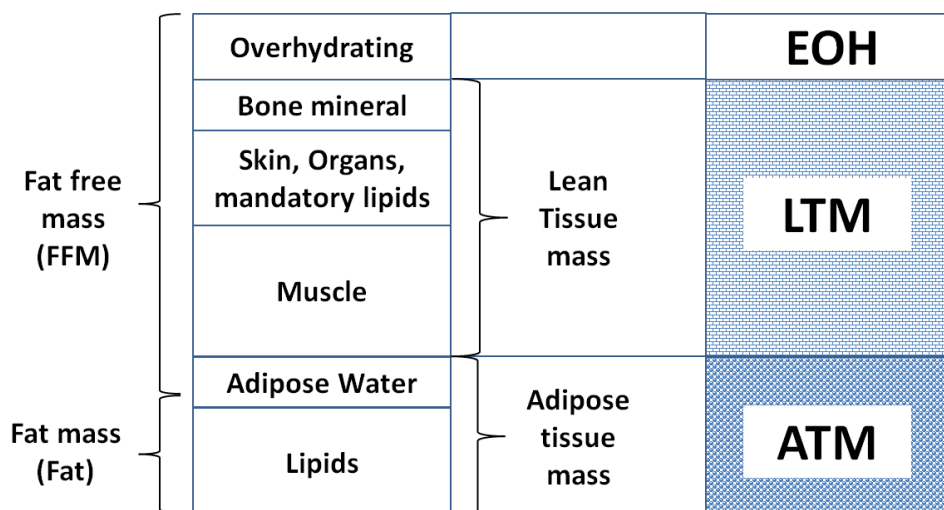 Fat free
mass
(FFM)
Fat mass
(Fat)
Overhydrating
Bone mineral
Skin, Organs,
mandatory lipids
Muscle
Adipose Water
Lipids
Lean
Tissue
mass
Adipose
tissue
mass
EOH
LTM
ATM